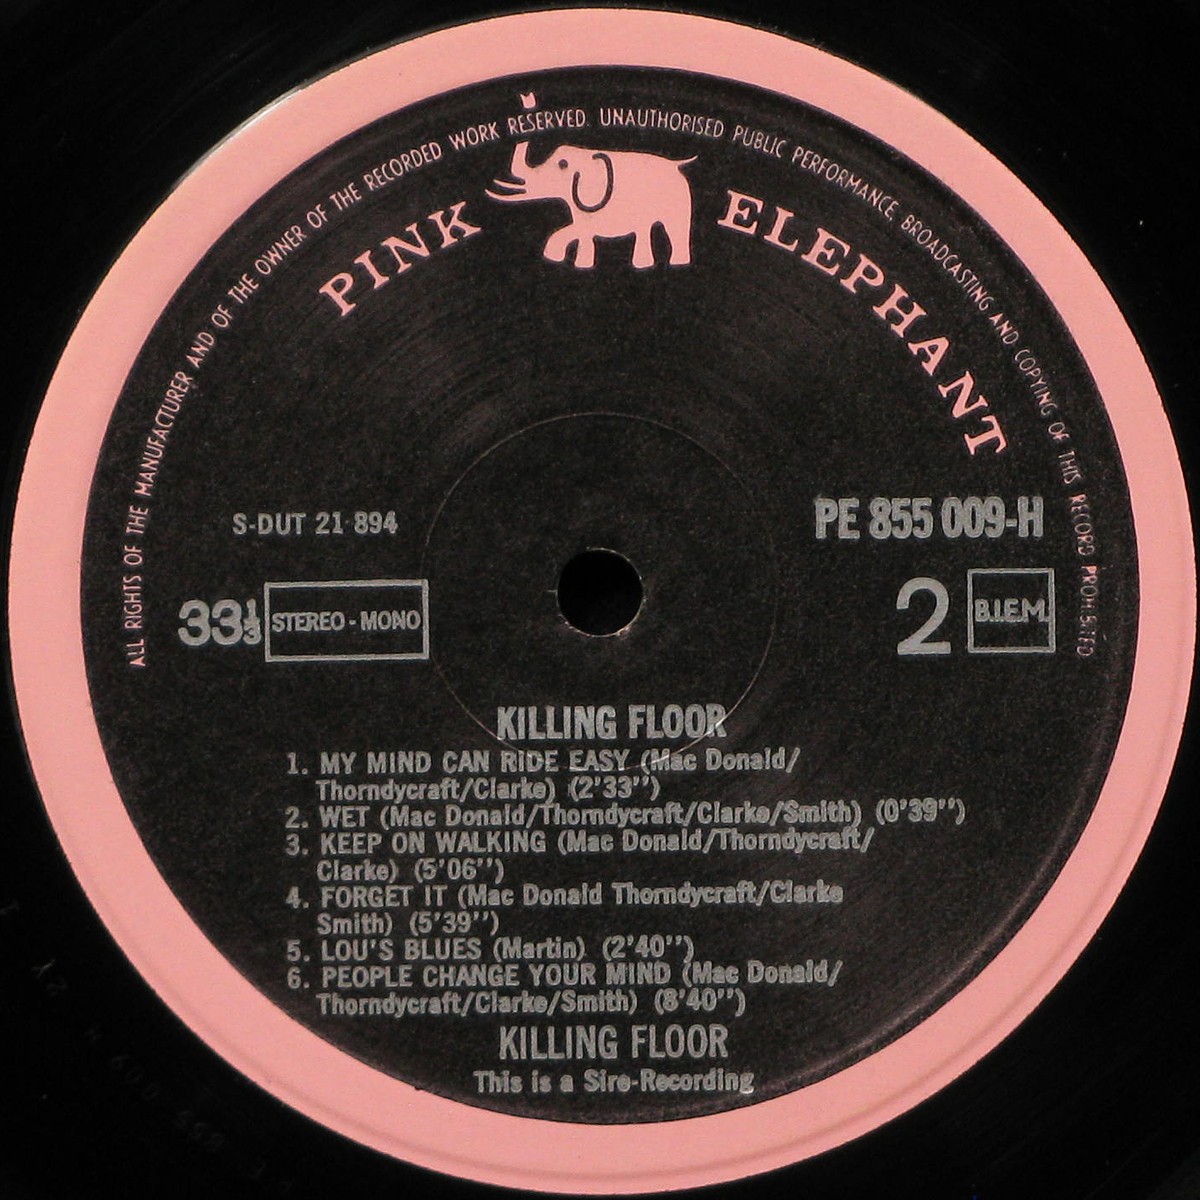 ALL RIGHTS OF THE MANUFACTURER AND OF THE OWNER OF THE RECORDED WORK RESERVED. UNAUTHORISED PUBLIC PERFORMANCE, BROADCASTING AND COPYING OF THIS RECORD PROHIBITED
PINK ELEPHANT
S-DUT 21 894
PE 855 009-H
33 1/3
STEREO - MONO
2
B.I.E.M.
KILLING FLOOR
1. MY MIND CAN RIDE EASY (Mac Donald/
Thorndycraft/Clarke) (2'33'')
2. WET (Mac Donald/Thorndycraft/Clarke/Smith) (0'39'')
3. KEEP ON WALKING (Mac Donald/Thorndycraft/
Clarke) (5'06'')
4. FORGET IT (Mac Donald Thorndycraft/Clarke
Smith) (5'39'')
5. LOU'S BLUES (Martin) (2'40'')
6. PEOPLE CHANGE YOUR MIND (Mac Donald/
Thorndycraft/Clarke/Smith) (8'40'')
KILLING FLOOR
This is a Sire-Recording